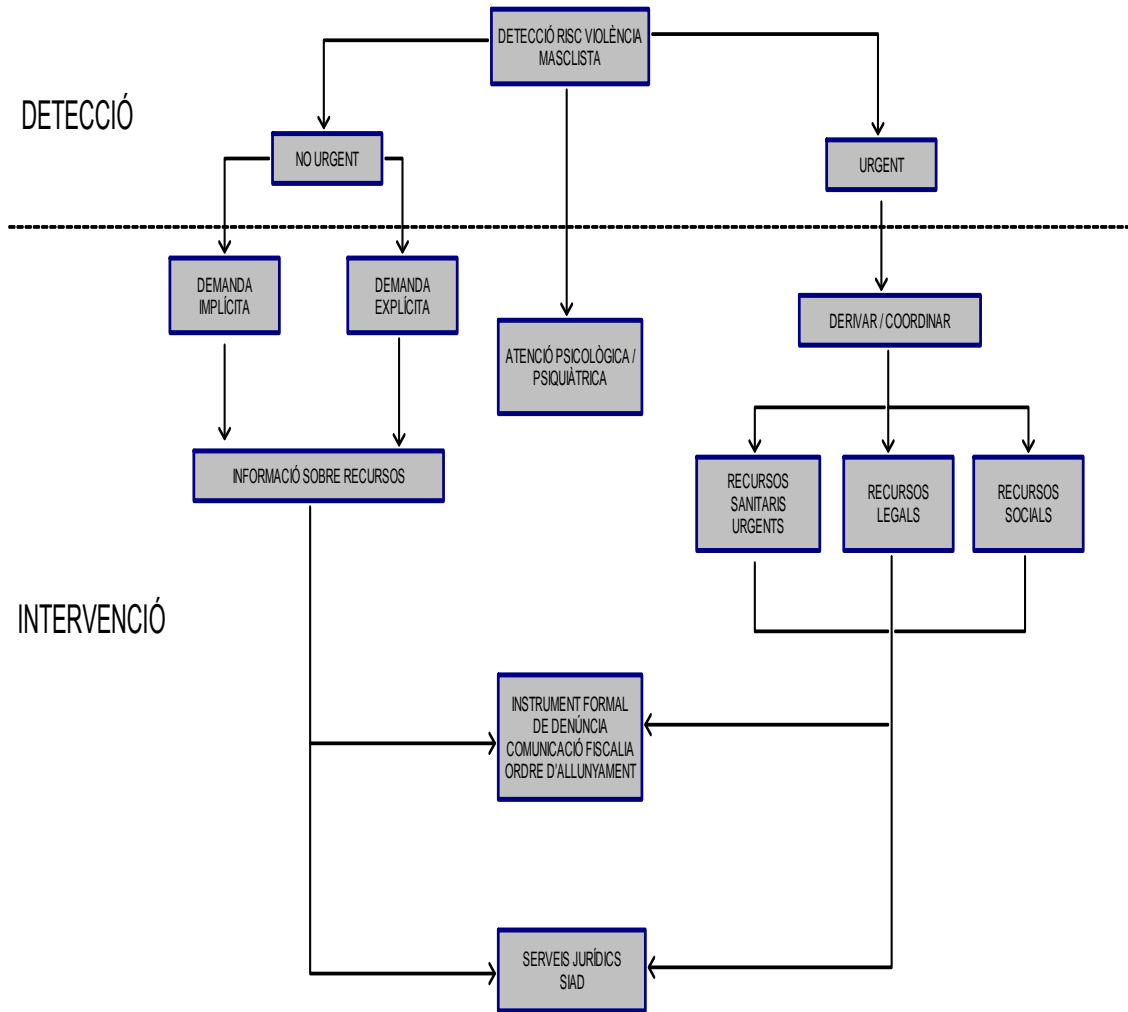 DETECCIÓ RISC VIOLÈNCIA
MASCLISTA
DETECCIÓ
NO URGENT
URGENT
DEMANDA
IMPLÍCITA
DEMANDA
EXPLÍCITA
DERIVAR / COORDINAR
ATENCIÓ PSICOLÒGICA /
PSIQUIÀTRICA
INFORMACIÓ SOBRE RECURSOS
RECURSOS
SANITARIS
URGENTS
RECURSOS
LEGALS
RECURSOS
SOCIALS
INTERVENCIÓ
INSTRUMENT FORMAL
DE DENÚNCIA
COMUNICACIÓ FISCALIA
ORDRE D'ALLUNYAMENT
SERVEIS JURÍDICS
SIAD